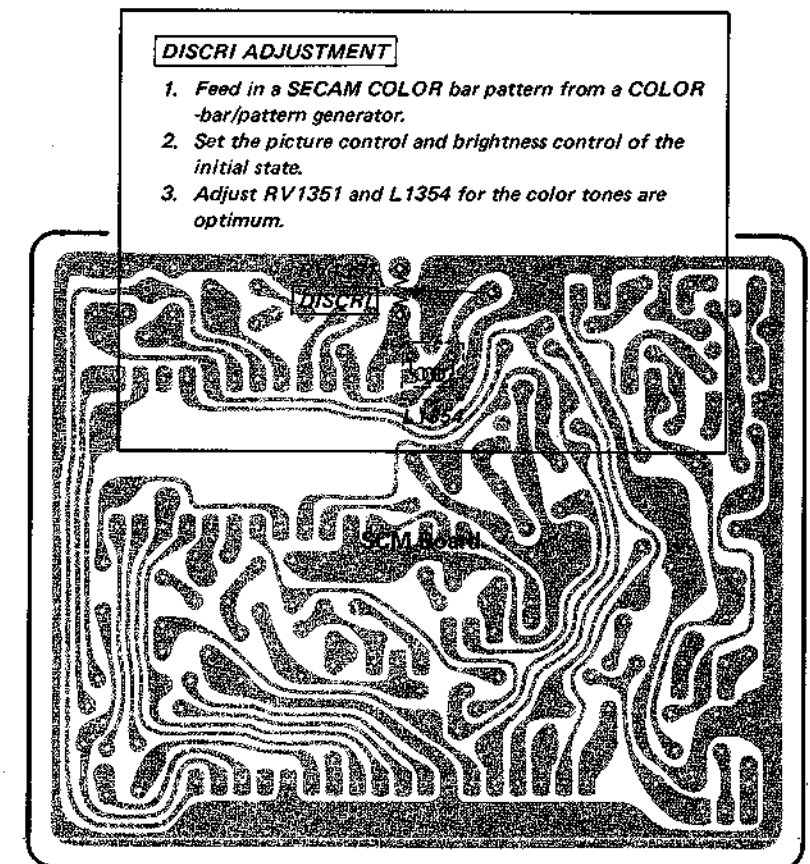 DISCRI ADJUSTMENT
1. Feed in a SECAM COLOR bar pattern from a COLOR
-bar/pattern generator.
2. Set the picture control and brightness control of the
initial state.
3. Adjust RV1351 and L1354 for the color tones are
optimum.
RV1351
DISCRI
L1354
SCM Board